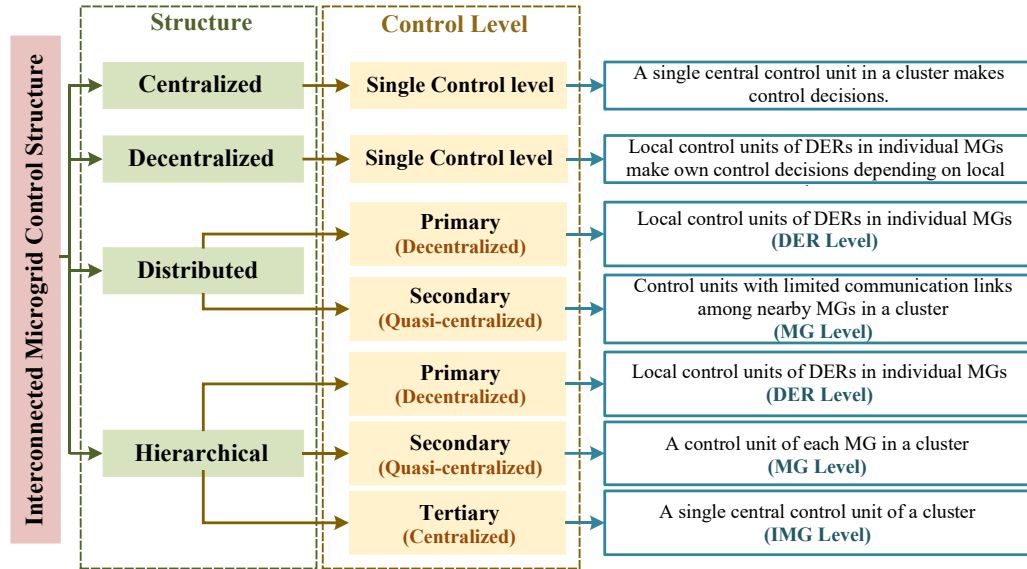 Interconnected Microgrid Control Structure
Structure
Control Level
Centralized
Single Control level
A single central control unit in a cluster makes
control decisions.
Decentralized
Single Control level
Local control units of DERs in individual MGs
make own control decisions depending on local
Distributed
Primary
(Decentralized)
Local control units of DERs in individual MGs
(DER Level)
Secondary
(Quasi-centralized)
Control units with limited communication links
among nearby MGs in a cluster
(MG Level)
Hierarchical
Primary
(Decentralized)
Local control units of DERs in individual MGs
(DER Level)
Secondary
(Quasi-centralized)
A control unit of each MG in a cluster
(MG Level)
Tertiary
(Centralized)
A single central control unit of a cluster
(IMG Level)